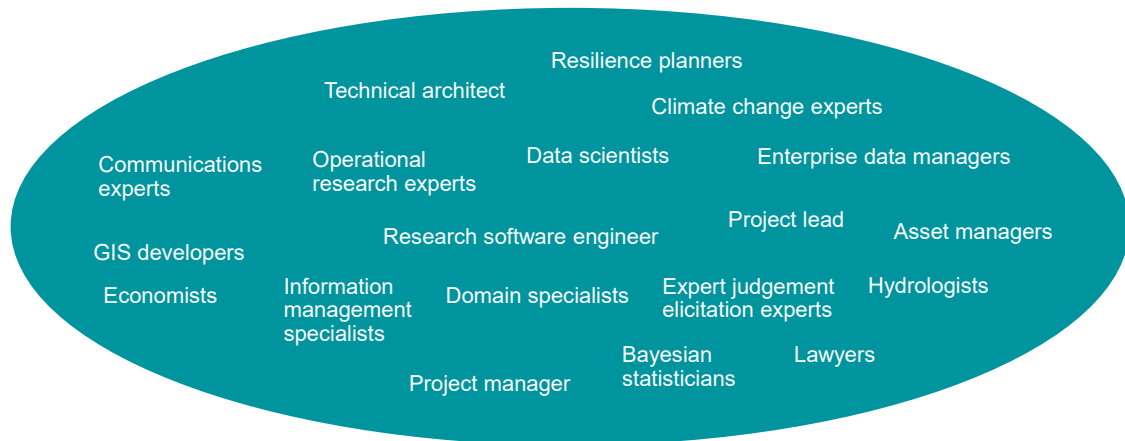 Resilience planners
Technical architect
Climate change experts
Communications
experts
Operational
research experts
Data scientists
Enterprise data managers
Project lead
Asset managers
Research software engineer
GIS developers
Economists
Information
management
specialists
Domain specialists
Expert judgement
elicitation experts
Hydrologists
Bayesian
statisticians
Lawyers
Project manager